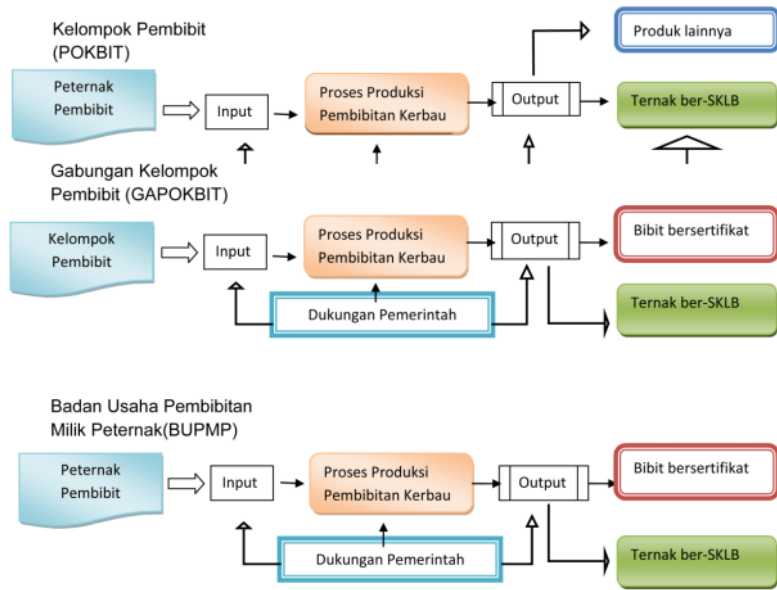 Kelompok Pembibit
(POKBIT)
Peternak
Pembibit
Input
Proses Produksi
Pembibitan Kerbau
Output
Produk lainnya
Ternak ber-SKLB
Gabungan Kelompok
Pembibit (GAPOKBIT)
Kelompok
Pembibit
Input
Proses Produksi
Pembibitan Kerbau
Output
Bibit bersertifikat
Dukungan Pemerintah
Ternak ber-SKLB
Badan Usaha Pembibitan
Milik Peternak(BUPMP)
Peternak
Pembibit
Input
Proses Produksi
Pembibitan Kerbau
Output
Bibit bersertifikat
Dukungan Pemerintah
Ternak ber-SKLB